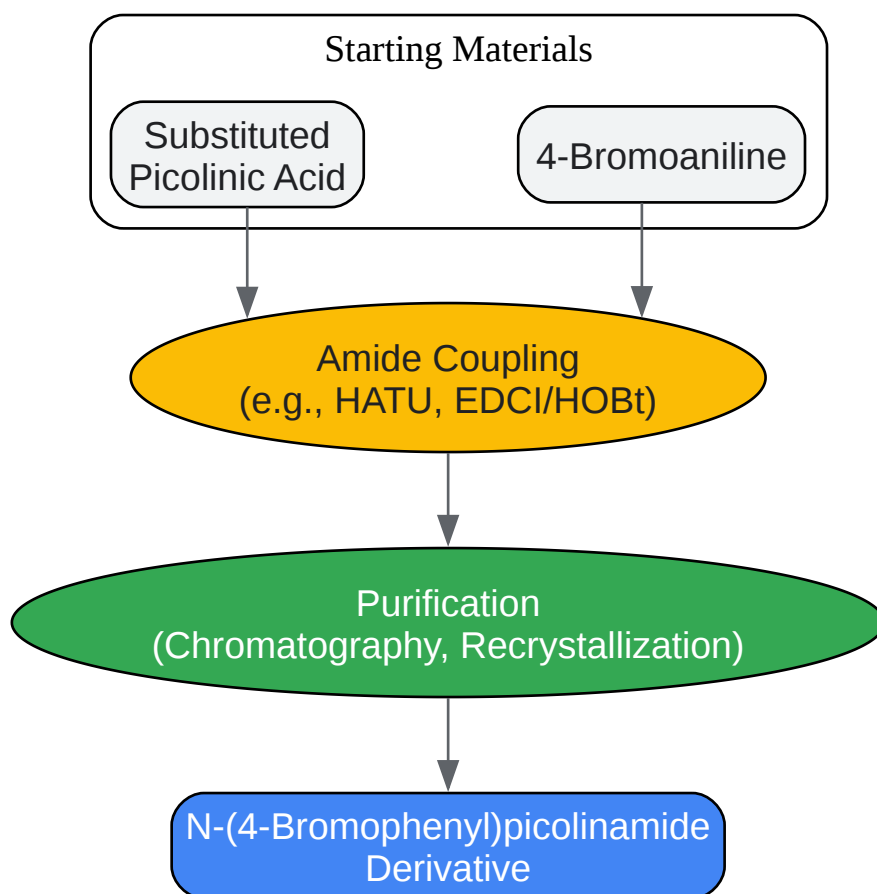 Starting Materials
Substituted
Picolinic Acid
4-Bromoaniline
Amide Coupling
(e.g., HATU, EDCI/HOBt)
Purification
(Chromatography, Recrystallization)
N-(4-Bromophenyl)picolinamide
Derivative